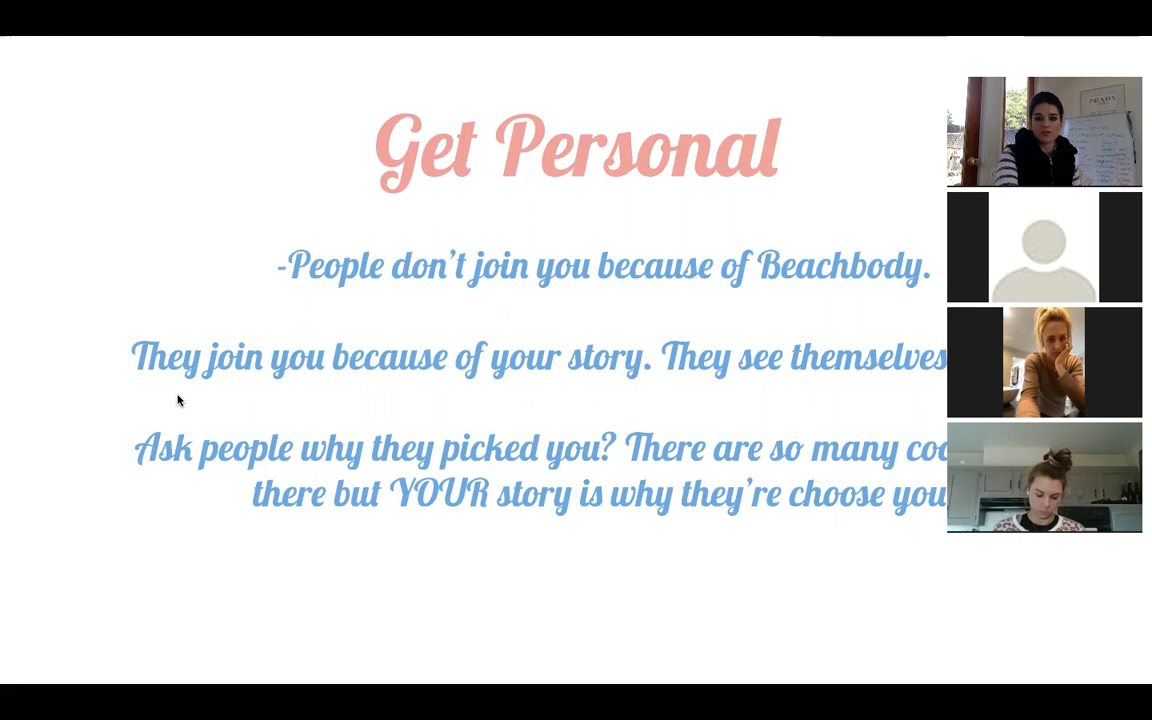 Get Personal
-People don't join you because of Beachbody.
They join you because of your story. They see themselves
Ask people why they picked you? There are so many
there but YOUR story is why they're choose you
PRADA